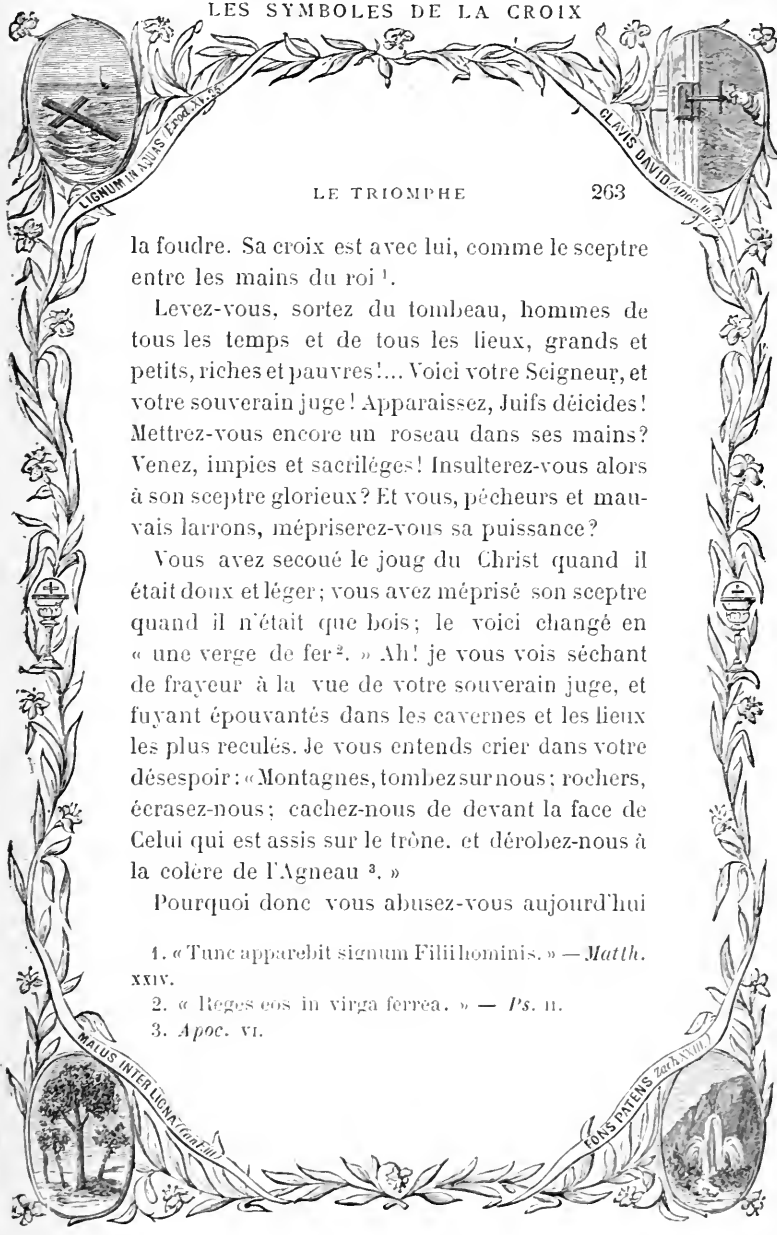 LES SYMBOLES DE LA CROIX
LIGNUM IN AQUAS (Exod. XV. 25
CLAVIS DAVID (Apoc. III. 7.)
LE TRIOMPHE 263
la foudre. Sa croix est avec lui, comme le sceptre
entre les mains du roi ¹.
Levez-vous, sortez du tombeau, hommes de
tous les temps et de tous les lieux, grands et
petits, riches et pauvres!... Voici votre Seigneur, et
votre souverain juge! Apparaissez, Juifs déicides!
Mettrez-vous encore un roseau dans ses mains?
Venez, impies et sacriléges! Insulterez-vous alors
à son sceptre glorieux? Et vous, pécheurs et mau-
vais larrons, mépriserez-vous sa puissance?
Vous avez secoué le joug du Christ quand il
était doux et léger; vous avez méprisé son sceptre
quand il n'était que bois; le voici changé en
« une verge de fer ². » Ah! je vous vois séchant
de frayeur à la vue de votre souverain juge, et
fuyant épouvantés dans les cavernes et les lieux
les plus reculés. Je vous entends crier dans votre
désespoir: « Montagnes, tombez sur nous; rochers,
écrasez-nous; cachez-nous de devant la face de
Celui qui est assis sur le trône. et dérobez-nous à
la colère de l'Agneau ³. »
Pourquoi donc vous abusez-vous aujourd'hui
1. « Tunc apparebit signum Filii hominis. » — Matth.
XXIV.
2. « Reges eos in virga ferrea. » — Ps. II.
3. Apoc. VI.
MALUS INTER LIGNA (Cant. II)
FONS PATENS Zach. XXIII.)